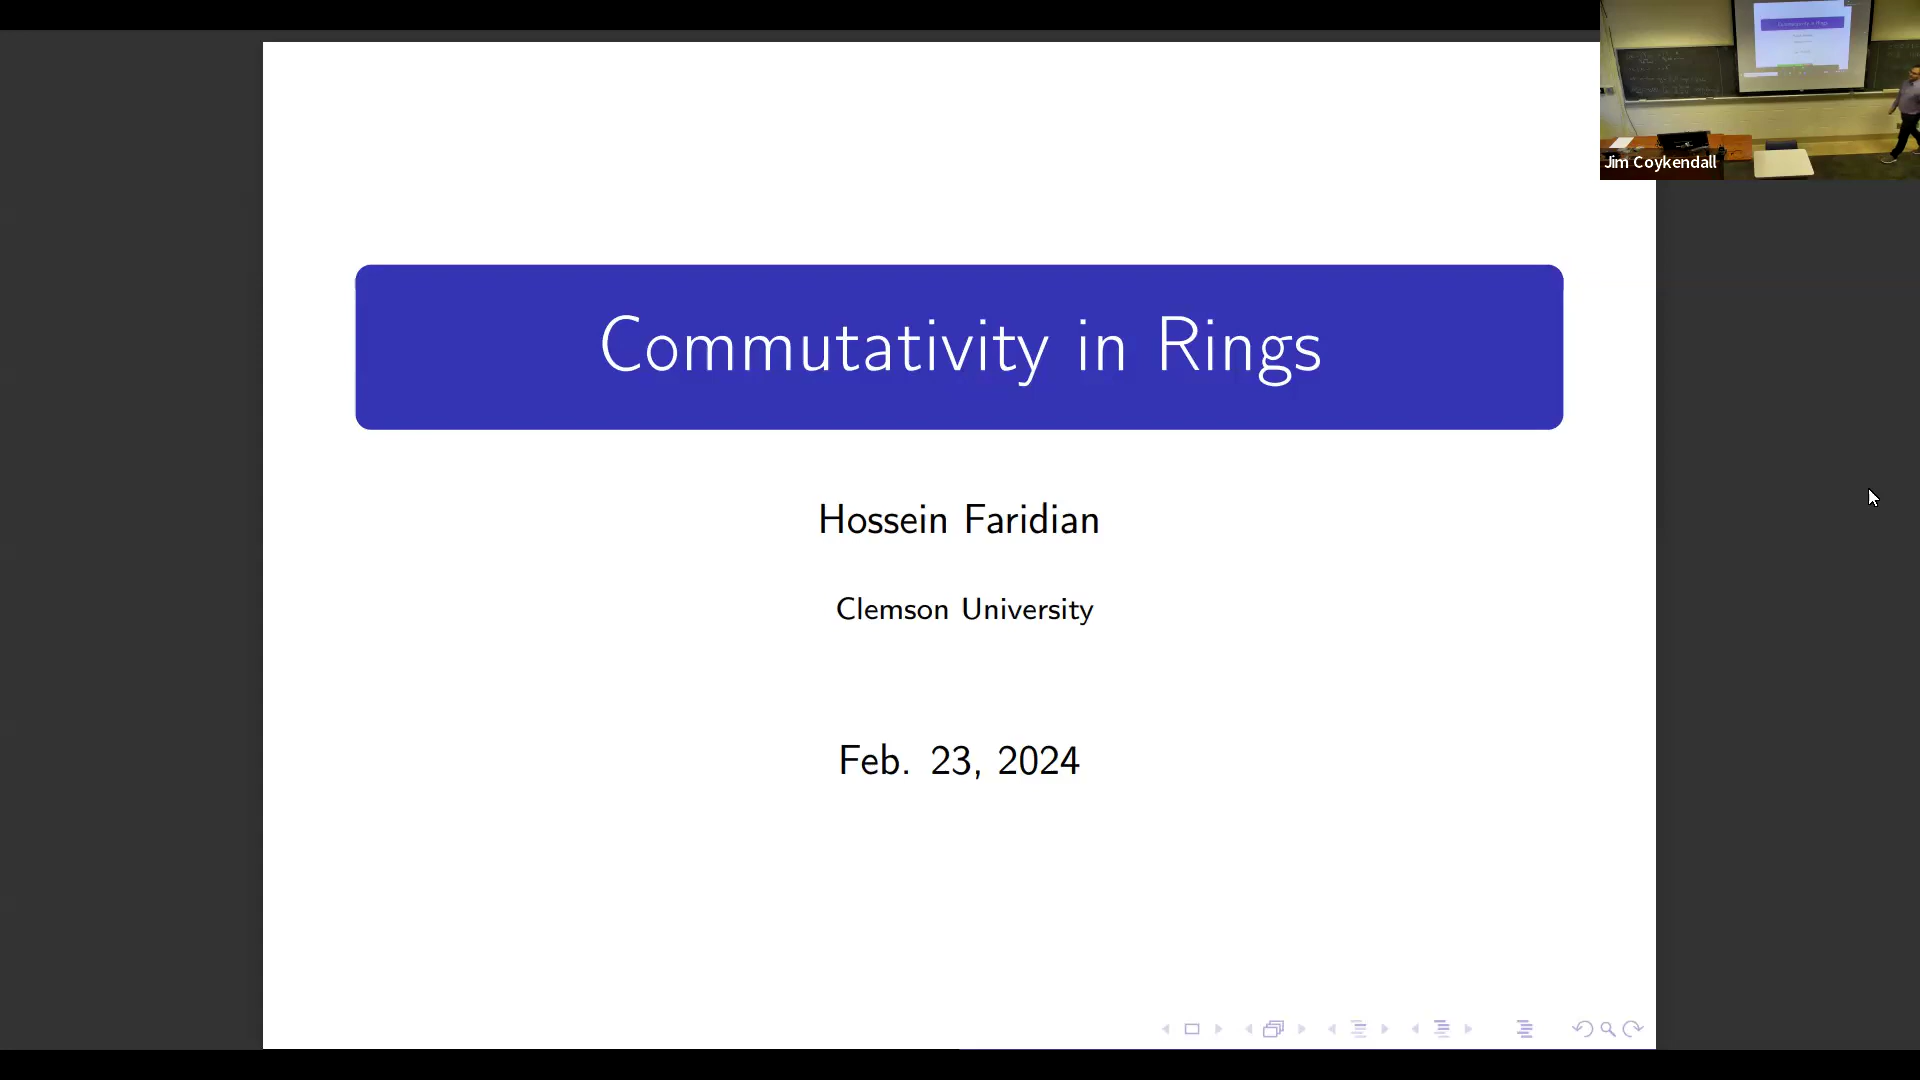 Commutativity in Rings
Hossein Faridian
Clemson University
Feb. 23, 2024
Jim Coykendall